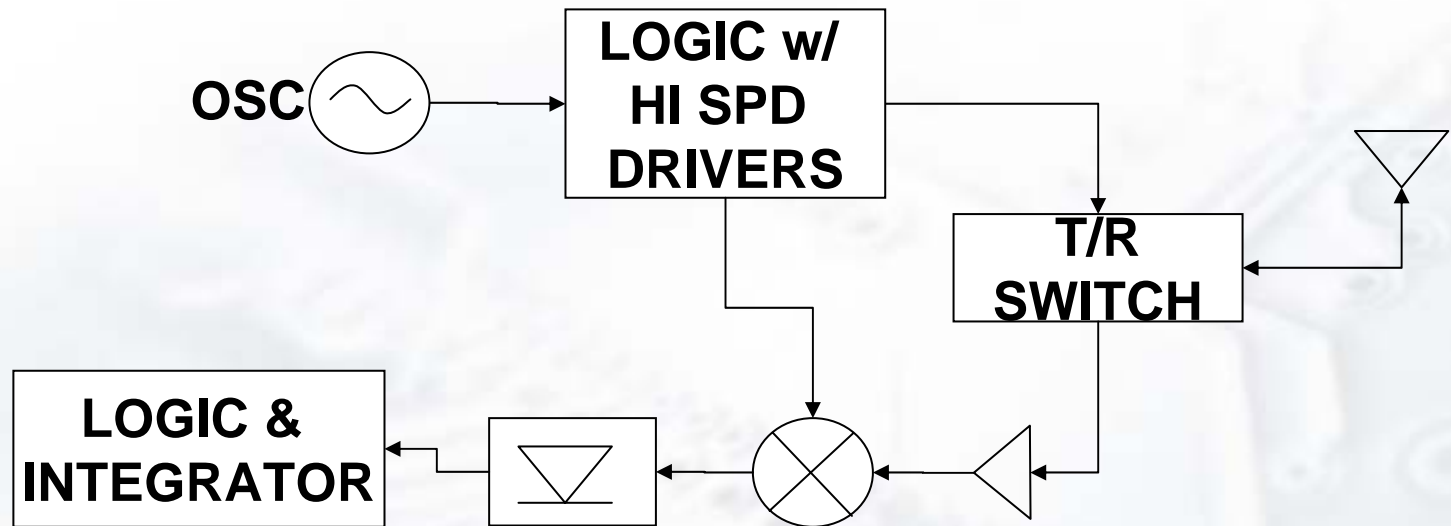 OSC
LOGIC w/
HI SPD
DRIVERS
T/R
SWITCH
LOGIC &
INTEGRATOR